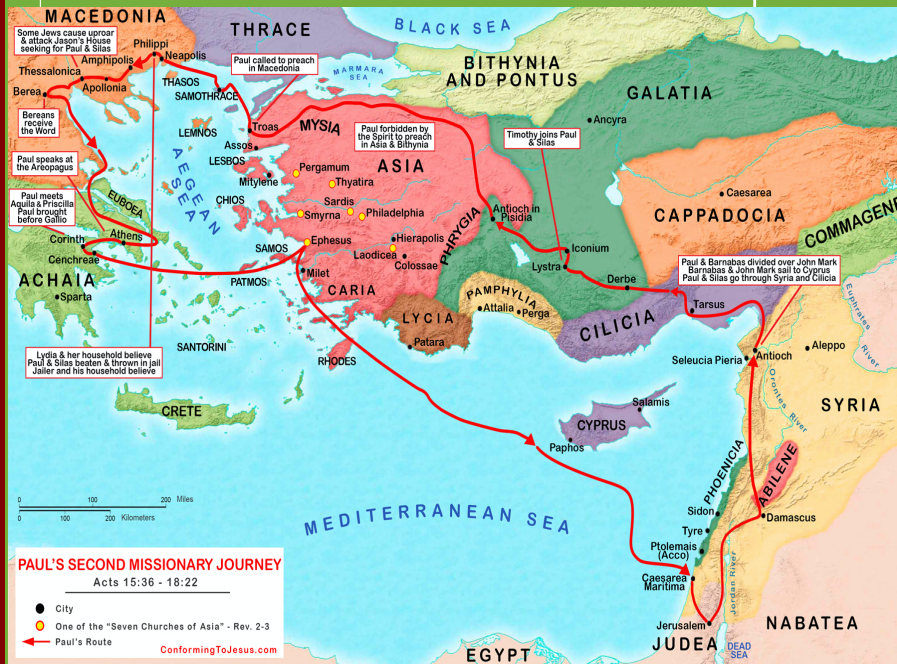 MACEDONIA
THRACE
BLACK SEA
Some Jews cause uproar
& attack Jason's House
seeking for Paul & Silas
Philippi
Neapolis
Amphipolis
Thessalonica
Apollonia
Berea
THASOS
SAMOTHRACE
Paul called to preach
in Macedonia
MARMARA
SEA
BITHYNIA
AND PONTUS
GALATIA
Bereans
receive
the Word
LEMNOS
Troas
MYSIA
Assos
LESBOS
Mitylene
Paul forbidden by
the Spirit to preach
in Asia & Bithynia
Timothy joins Paul
& Silas
Ancyra
ASIA
AEGEAN
SEA
Paul speaks at
the Areopagus
Pergamum
Thyatira
Sardis
Smyrna
Philadelphia
CHIOS
Paul meets
Aquila & Priscilla
Paul brought
before Gallio
EUBOEA
Athens
Corinth
Cenchreae
ACHAIA
Sparta
SAMOS
Ephesus
Hierapolis
Laodicea
Colossae
Milet
PATMOS
CARIA
PHRYGIA
Antioch in
Pisidia
Iconium
Lystra
Derbe
Caesarea
CAPPADOCIA
COMMAGENE
Paul & Barnabas divided over John Mark
Barnabas & John Mark sail to Cyprus
Paul & Silas go through Syria and Cilicia
Euphrates
River
PAMPHYLIA
Attalia
Perga
LYCIA
Patara
CILICIA
Tarsus
Aleppo
Seleucia Pieria
Antioch
Orontes River
SYRIA
SANTORINI
RHODES
Lydia & her household believe
Paul & Silas beaten & thrown in jail
Jailer and his household believe
CRETE
Salamis
CYPRUS
Paphos
PHOENICIA
ABILENE
Sidon
Damascus
Tyre
Ptolemais
(Acco)
Caesarea
Maritima
Jordan River
Jerusalem
JUDEA
DEAD
SEA
NABATEA
EGYPT
MEDITERRANEAN SEA
0 100 200 Miles
0 100 200 Kilometers
PAUL'S SECOND MISSIONARY JOURNEY
Acts 15:36 - 18:22
City
One of the "Seven Churches of Asia" - Rev. 2-3
Paul's Route
ConformingToJesus.com